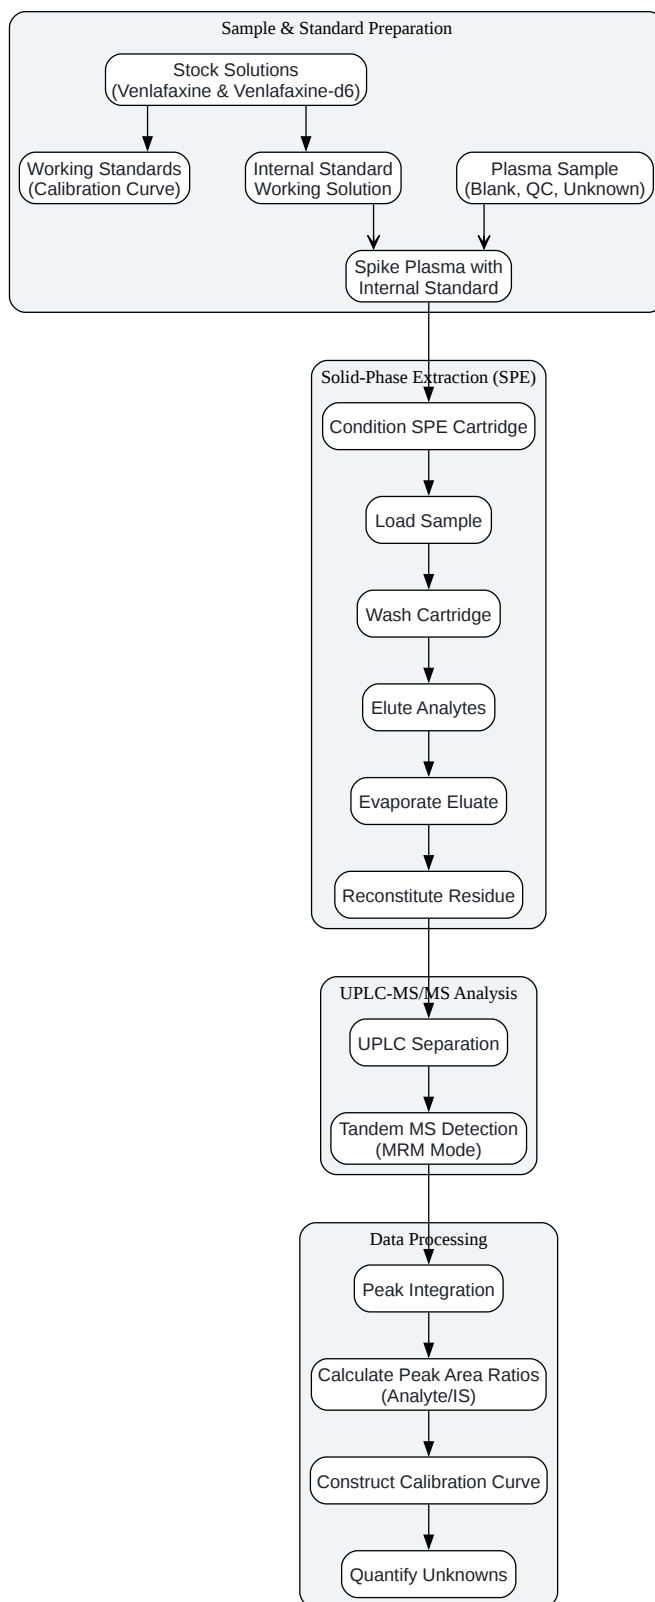 Sample & Standard Preparation
Stock Solutions
(Venlafaxine & Venlafaxine-d6)
Working Standards
(Calibration Curve)
Internal Standard
Working Solution
Plasma Sample
(Blank, QC, Unknown)
Spike Plasma with
Internal Standard
Solid-Phase Extraction (SPE)
Condition SPE Cartridge
Load Sample
Wash Cartridge
Elute Analytes
Evaporate Eluate
Reconstitute Residue
UPLC-MS/MS Analysis
UPLC Separation
Tandem MS Detection
(MRM Mode)
Data Processing
Peak Integration
Calculate Peak Area Ratios
(Analyte/IS)
Construct Calibration Curve
Quantify Unknowns